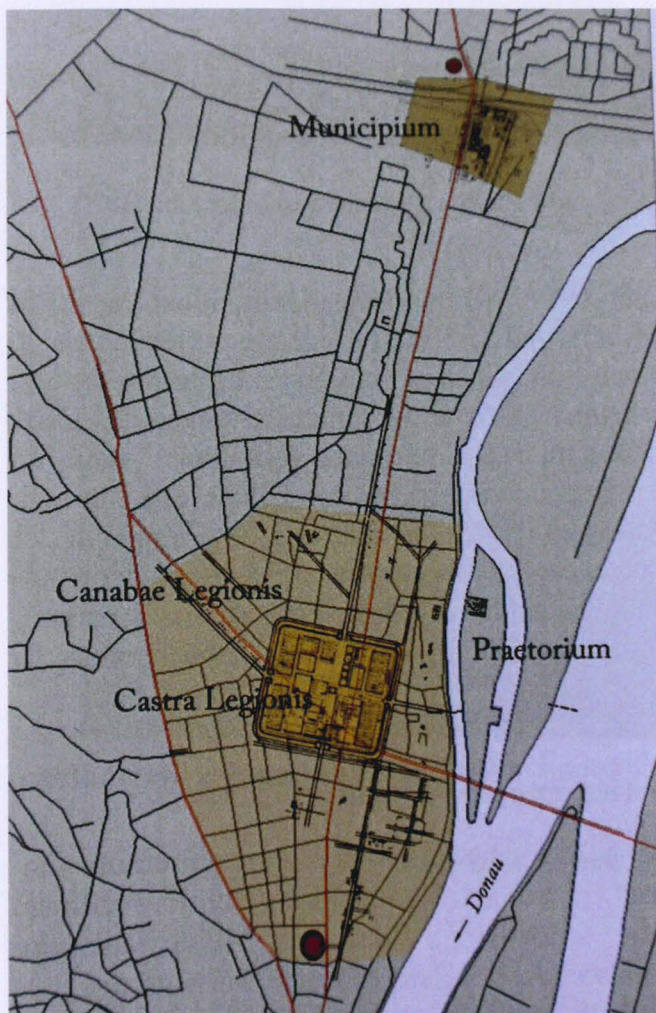 Municipium
Canabae Legionis
Praetorium
Castra Legionis
Donau